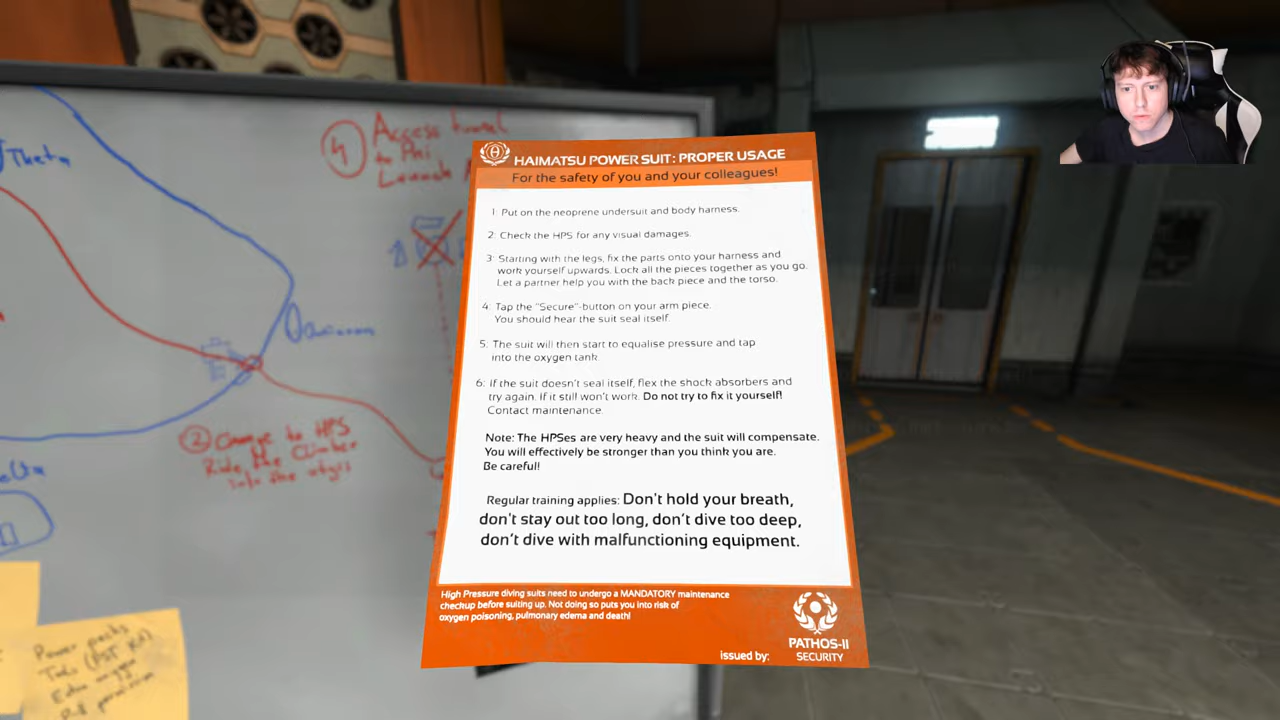 Theta
4 Access tunnel
to Phi
Launch
HAIMATSU POWER SUIT: PROPER USAGE
For the safety of you and your colleagues!
1: Put on the neoprene undersuit and body harness.
2: Check the HPS for any visual damages.
3: Starting with the legs, fix the parts onto your harness and
work yourself upwards. Lock all the pieces together as you go.
Let a partner help you with the back piece and the torso.
4: Tap the "Secure"-button on your arm piece.
You should hear the suit seal itself.
5: The suit will then start to equalise pressure and tap
into the oxygen tank.
6: If the suit doesn't seal itself, flex the shock absorbers and
try again. If it still won't work. Do not try to fix it yourself!
Contact maintenance.
Note: The HPSes are very heavy and the suit will compensate.
You will effectively be stronger than you think you are.
Be careful!
Regular training applies: Don't hold your breath,
don't stay out too long, don't dive too deep,
don't dive with malfunctioning equipment.
High Pressure diving suits need to undergo a MANDATORY maintenance
checkup before suiting up. Not doing so puts you into risk of
oxygen poisoning, pulmonary edema and death!
issued by:
PATHOS-II
SECURITY
2 Change to HPS
Ride the Climber
into the abyss
elta
Power packs
Extra oxygen